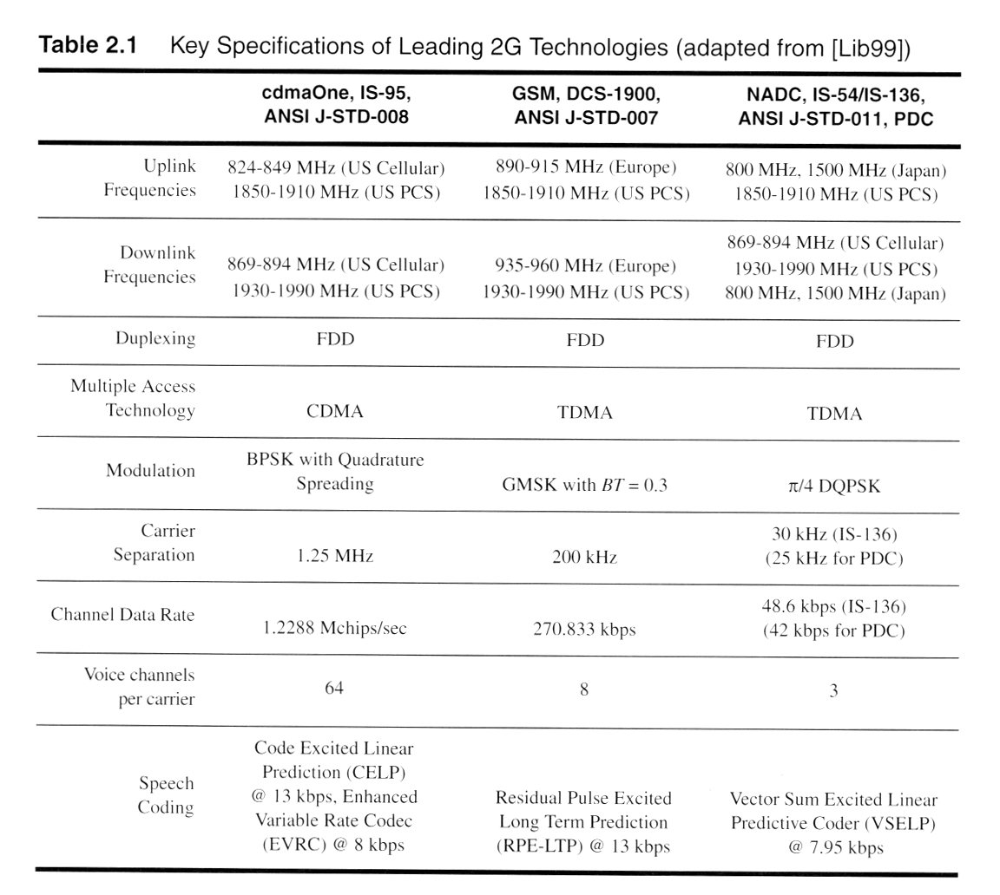 Table 2.1 Key Specifications of Leading 2G Technologies (adapted from [Lib99])
cdmaOne, IS-95, GSM, DCS-1900, NADC, IS-54/IS-136,
ANSI J-STD-008 ANSI J-STD-007 ANSI J-STD-011, PDC
Uplink 824-849 MHz (US Cellular) 890-915 MHz (Europe) 800 MHz, 1500 MHz (Japan)
Frequencies 1850-1910 MHz (US PCS) 1850-1910 MHz (US PCS) 1850-1910 MHz (US PCS)
869-894 MHz (US Cellular)
Downlink 869-894 MHz (US Cellular) 935-960 MHz (Europe) 1930-1990 MHz (US PCS)
Frequencies 1930-1990 MHz (US PCS) 1930-1990 MHz (US PCS) 800 MHz, 1500 MHz (Japan)
Duplexing FDD FDD FDD
Multiple Access
Technology CDMA TDMA TDMA
BPSK with Quadrature
Modulation Spreading GMSK with BT = 0.3 π/4 DQPSK
Carrier 30 kHz (IS-136)
Separation 1.25 MHz 200 kHz (25 kHz for PDC)
Channel Data Rate 48.6 kbps (IS-136)
1.2288 Mchips/sec 270.833 kbps (42 kbps for PDC)
Voice channels
per carrier 64 8 3
Code Excited Linear
Prediction (CELP)
Speech @ 13 kbps, Enhanced Residual Pulse Excited Vector Sum Excited Linear
Coding Variable Rate Codec Long Term Prediction Predictive Coder (VSELP)
(EVRC) @ 8 kbps (RPE-LTP) @ 13 kbps @ 7.95 kbps